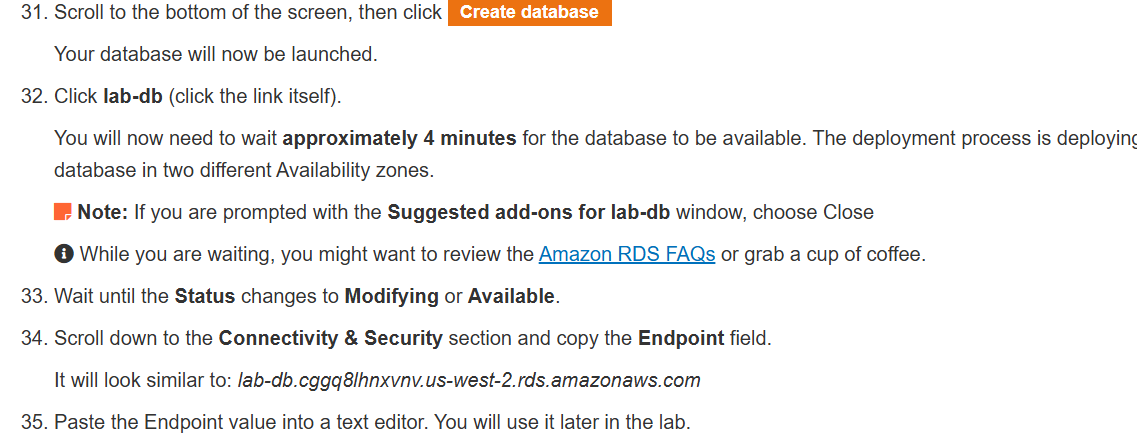 31. Scroll to the bottom of the screen, then click Create database
Your database will now be launched.
32. Click lab-db (click the link itself).
You will now need to wait approximately 4 minutes for the database to be available. The deployment process is deploying
database in two different Availability zones.
Note: If you are prompted with the Suggested add-ons for lab-db window, choose Close
While you are waiting, you might want to review the Amazon RDS FAQs or grab a cup of coffee.
33. Wait until the Status changes to Modifying or Available.
34. Scroll down to the Connectivity & Security section and copy the Endpoint field.
It will look similar to: lab-db.cggq8lhnxvnv.us-west-2.rds.amazonaws.com
35. Paste the Endpoint value into a text editor. You will use it later in the lab.